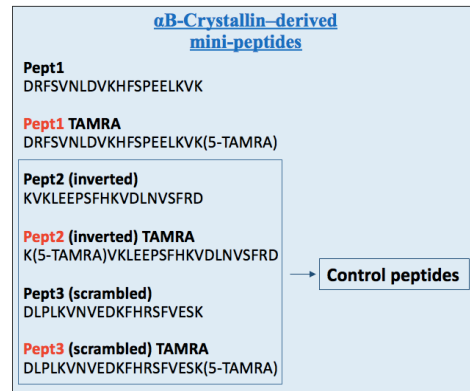 αB-Crystallin–derived
mini-peptides
Pept1
DRFSVNLDVKHFSPEELKVK
Pept1 TAMRA
DRFSVNLDVKHFSPEELKVK(5-TAMRA)
Pept2 (inverted)
KVKLEEPSFHKVDLNVSFRD
Pept2 (inverted) TAMRA
K(5-TAMRA)VKLEEPSFHKVDLNVSFRD
Pept3 (scrambled)
DLPLKVNVEDKFHRSFVESK
Pept3 (scrambled) TAMRA
DLPLKVNVEDKFHRSFVESK(5-TAMRA)
Control peptides